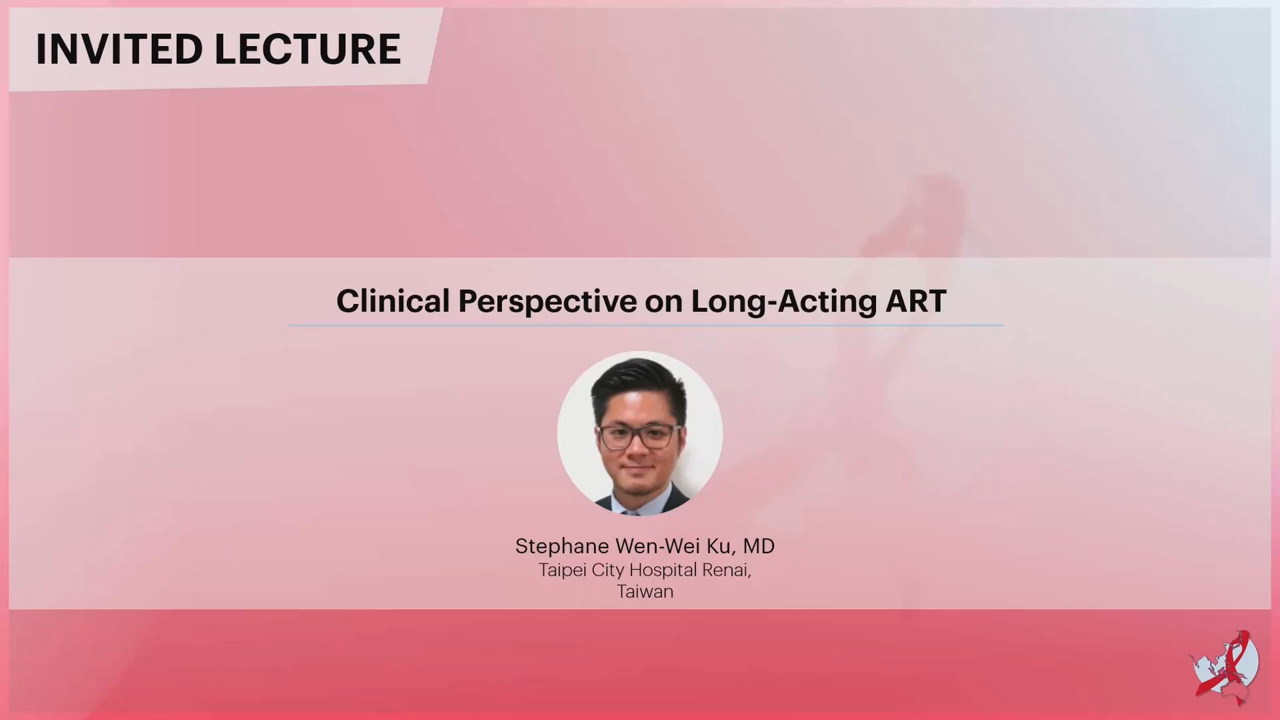 INVITED LECTURE
Clinical Perspective on Long-Acting ART
Stephane Wen-Wei Ku, MD
Taipei City Hospital Renai,
Taiwan